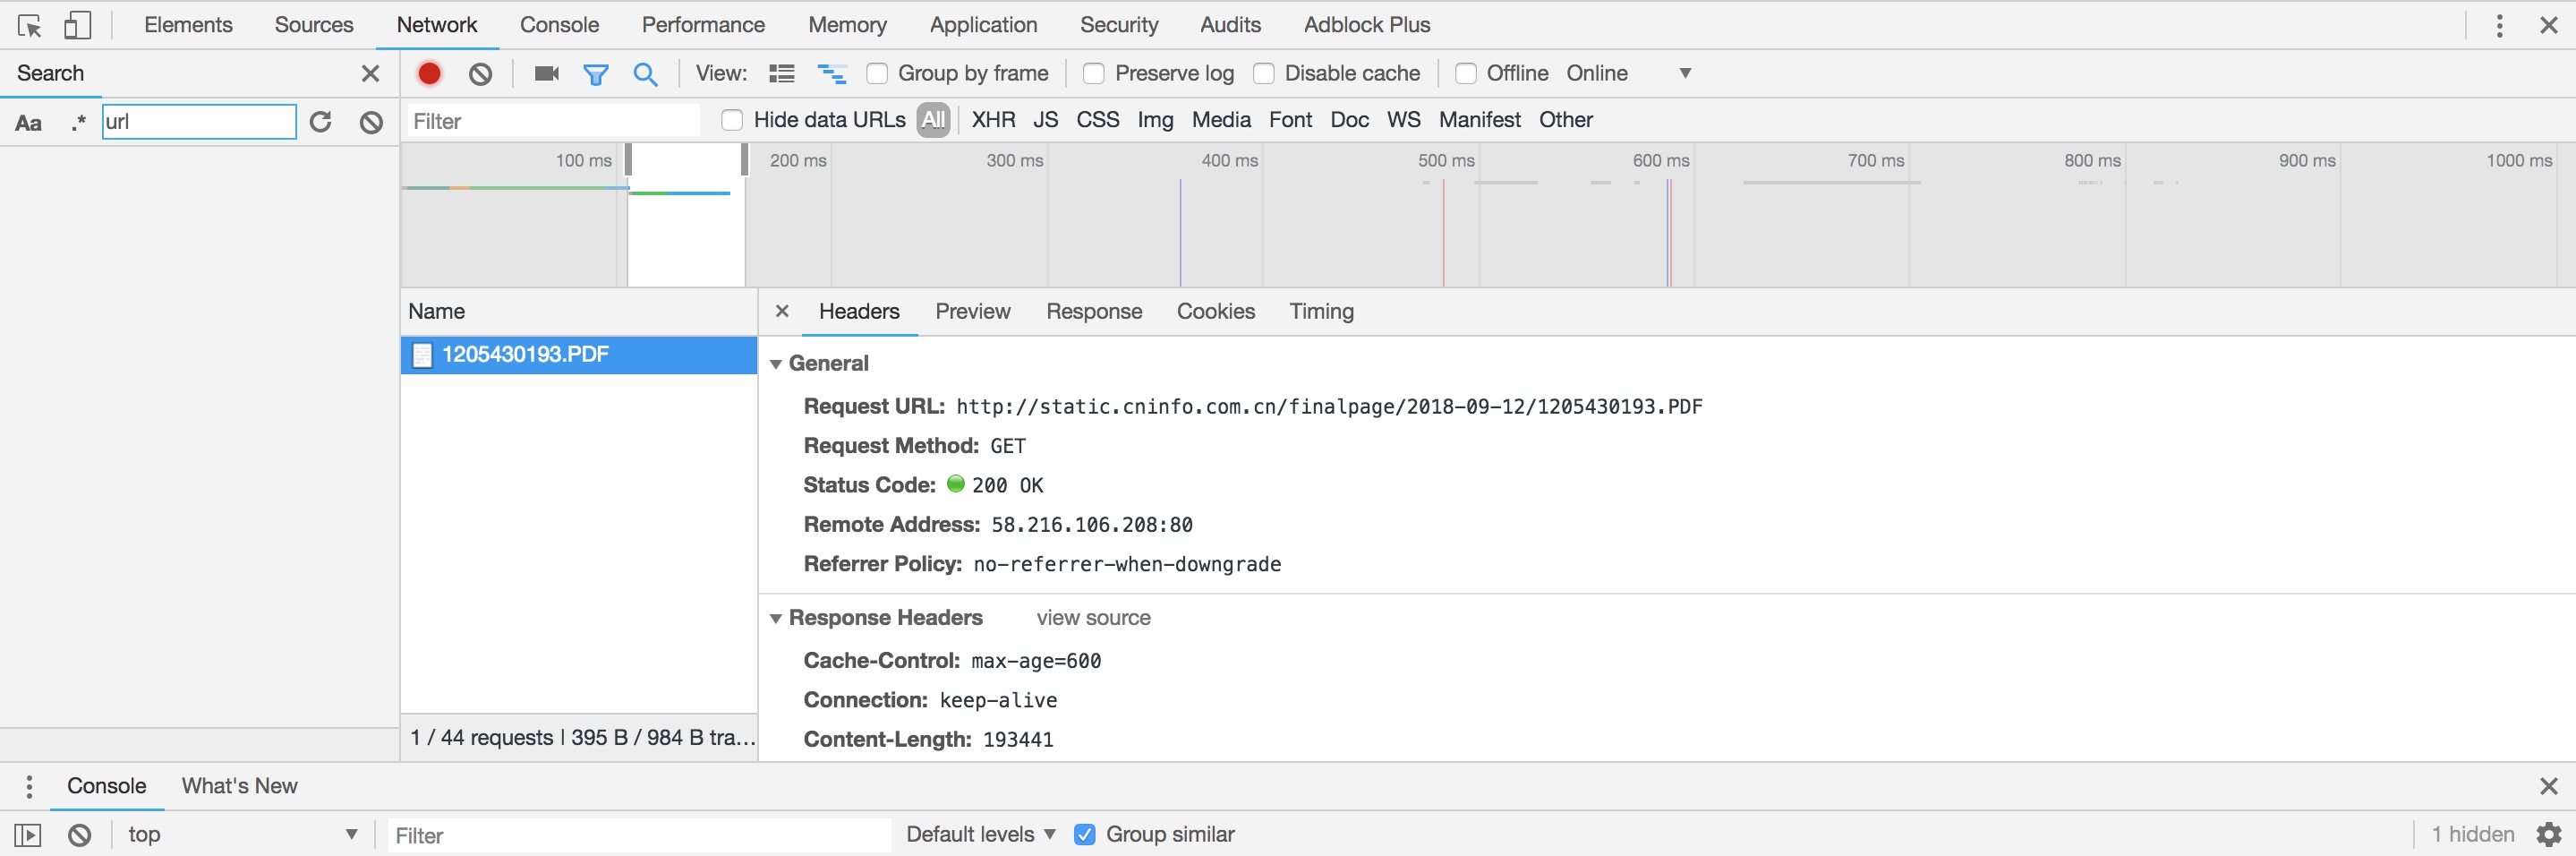 Elements Sources Network Console Performance Memory Application Security Audits Adblock Plus
Search
View: Group by frame Preserve log Disable cache Offline Online
Aa .* url
Filter Hide data URLs All XHR JS CSS Img Media Font Doc WS Manifest Other
100 ms 200 ms 300 ms 400 ms 500 ms 600 ms 700 ms 800 ms 900 ms 1000 ms
Name
1205430193.PDF
1 / 44 requests | 395 B / 984 B tra...
Headers Preview Response Cookies Timing
General
Request URL: http://static.cninfo.com.cn/finalpage/2018-09-12/1205430193.PDF
Request Method: GET
Status Code: 200 OK
Remote Address: 58.216.106.208:80
Referrer Policy: no-referrer-when-downgrade
Response Headers view source
Cache-Control: max-age=600
Connection: keep-alive
Content-Length: 193441
Console What's New
top Filter Default levels Group similar 1 hidden